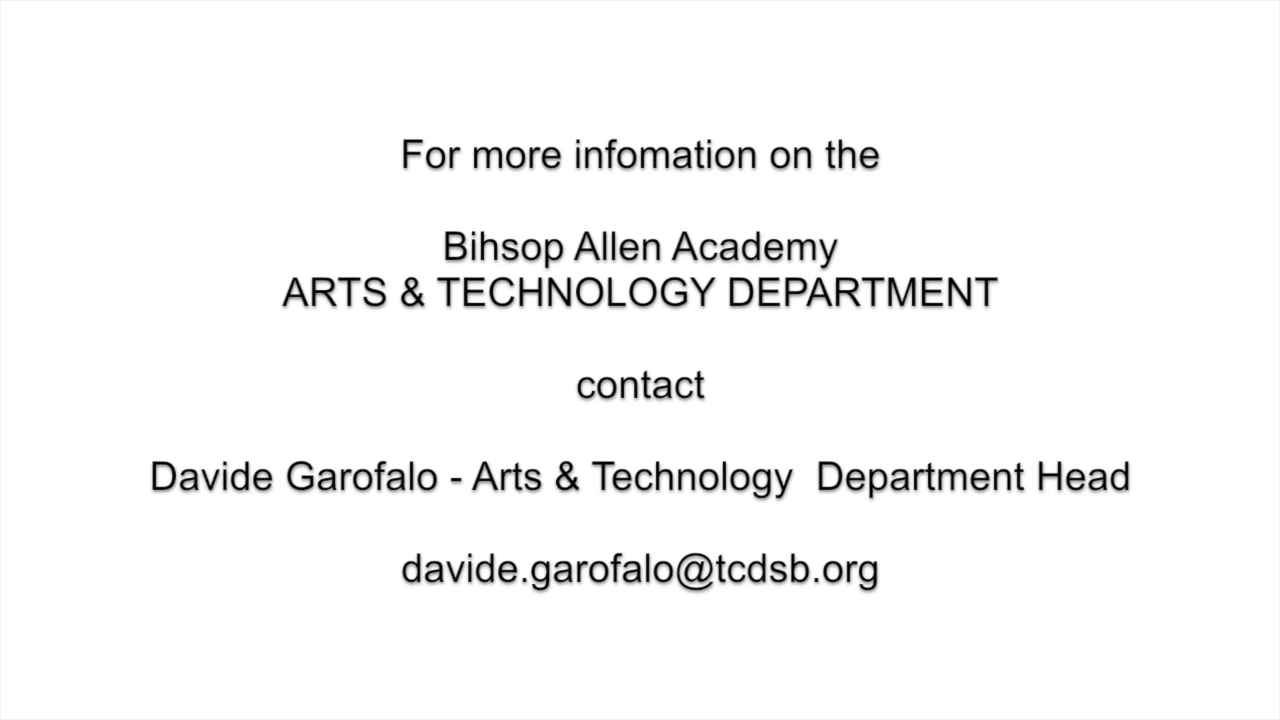 For more infomation on the
Bihsop Allen Academy
ARTS & TECHNOLOGY DEPARTMENT
contact
Davide Garofalo - Arts & Technology  Department Head
davide.garofalo@tcdsb.org